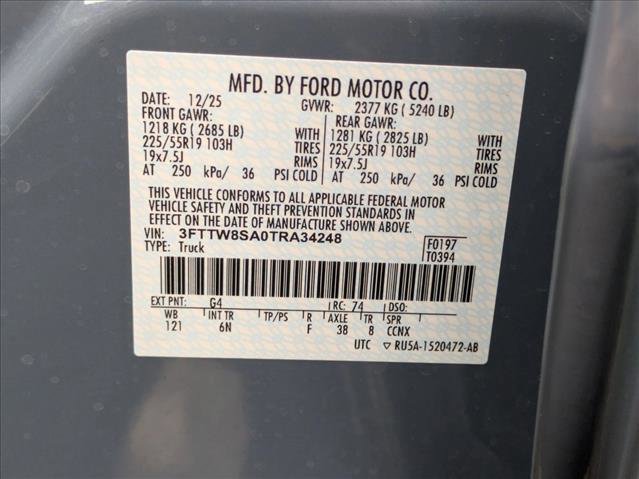 MFD. BY FORD MOTOR CO.
DATE: 12/25 GVWR: 2377 KG ( 5240 LB)
FRONT GAWR: REAR GAWR:
1218 KG ( 2685 LB) WITH 1281 KG ( 2825 LB) WITH
225/55R19 103H TIRES 225/55R19 103H TIRES
19x7.5J RIMS 19x7.5J RIMS
AT 250 kPa/ 36 PSI COLD AT 250 kPa/ 36 PSI COLD
THIS VEHICLE CONFORMS TO ALL APPLICABLE FEDERAL MOTOR
VEHICLE SAFETY AND THEFT PREVENTION STANDARDS IN
EFFECT ON THE DATE OF MANUFACTURE SHOWN ABOVE.
VIN: 3FTTW8SA0TRA34248 F0197
TYPE: Truck T0394
EXT PNT: G4 RC: 74 DSO:
WB INT TR TP/PS R AXLE TR SPR
121 6N F 38 8 CCNX
UTC ▽ RU5A-1520472-AB